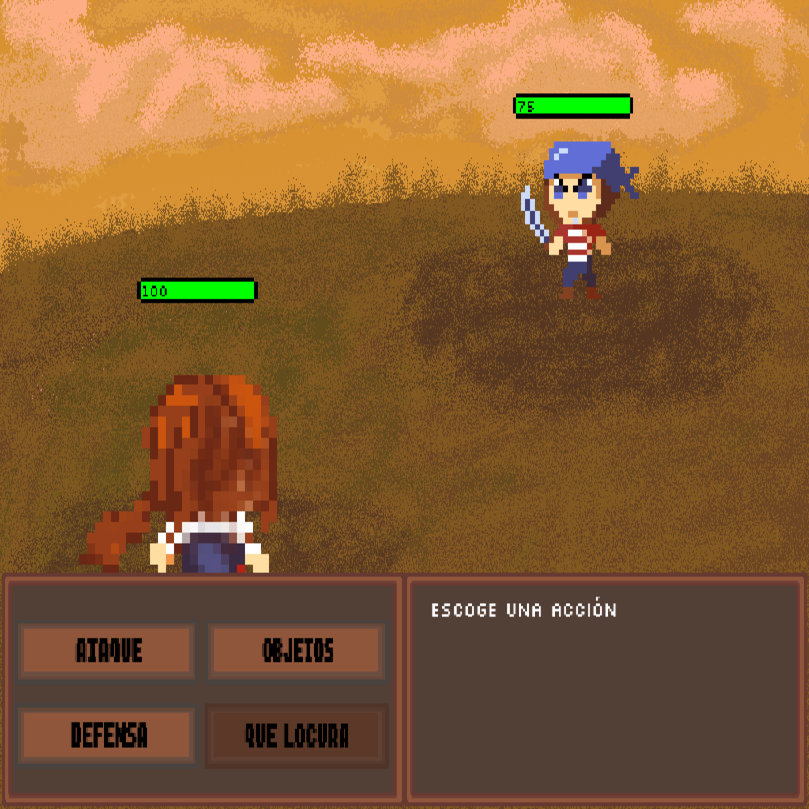 75
100
ESCOGE UNA ACCIÓN
ATAQUE
OBJETOS
DEFENSA
QUE LOCURA